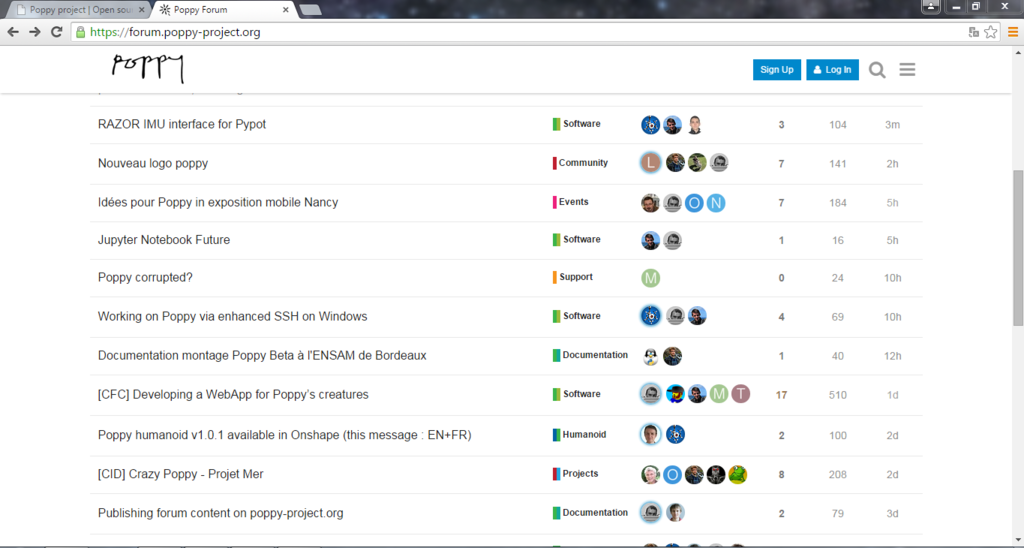 Poppy project | Open sou
Poppy Forum
https://forum.poppy-project.org
Poppy
Sign Up
Log In
RAZOR IMU interface for Pypot Software 3 104 3m
Nouveau logo poppy Community L 7 141 2h
Idées pour Poppy in exposition mobile Nancy Events O N 7 184 5h
Jupyter Notebook Future Software 1 16 5h
Poppy corrupted? Support M 0 24 10h
Working on Poppy via enhanced SSH on Windows Software 4 69 10h
Documentation montage Poppy Beta à l'ENSAM de Bordeaux Documentation 1 40 12h
[CFC] Developing a WebApp for Poppy's creatures Software M T 17 510 1d
Poppy humanoid v1.0.1 available in Onshape (this message : EN+FR) Humanoid 2 100 2d
[CID] Crazy Poppy - Projet Mer Projects O 8 208 2d
Publishing forum content on poppy-project.org Documentation 2 79 3d